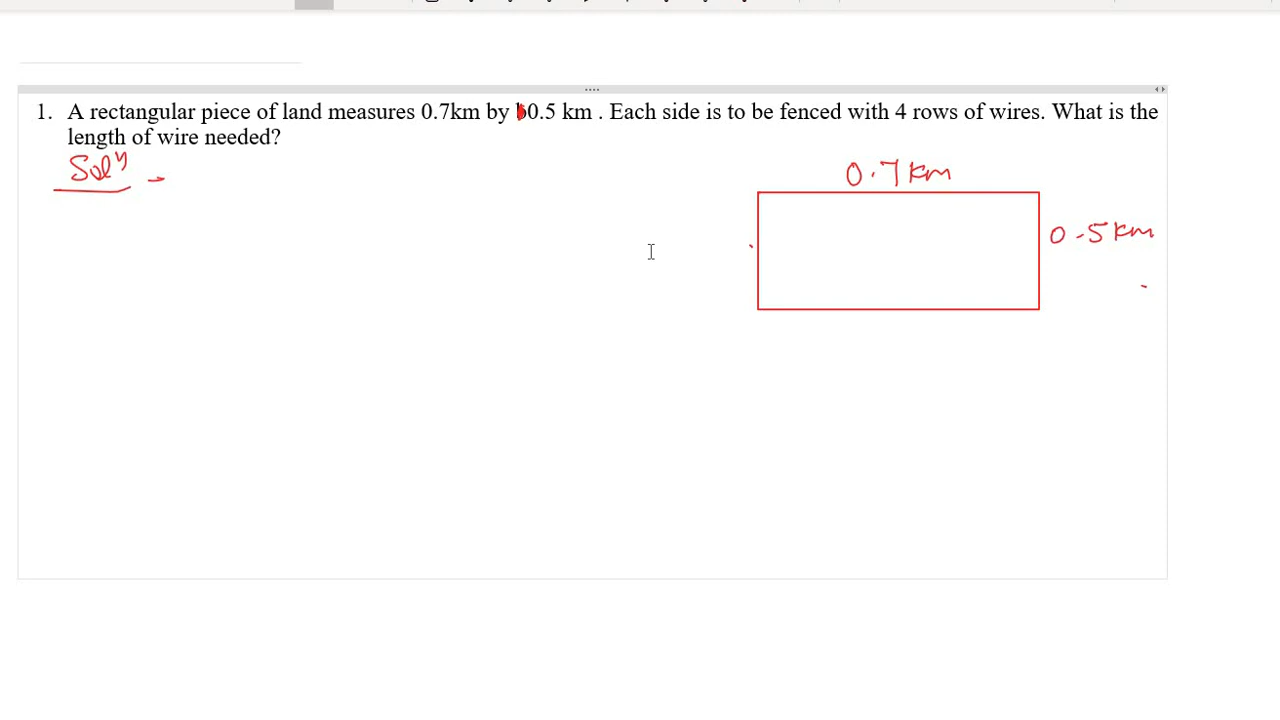 1. A rectangular piece of land measures 0.7km by 0.5 km . Each side is to be fenced with 4 rows of wires. What is the
length of wire needed?
Solⁿ -
0.7 km
0.5 km